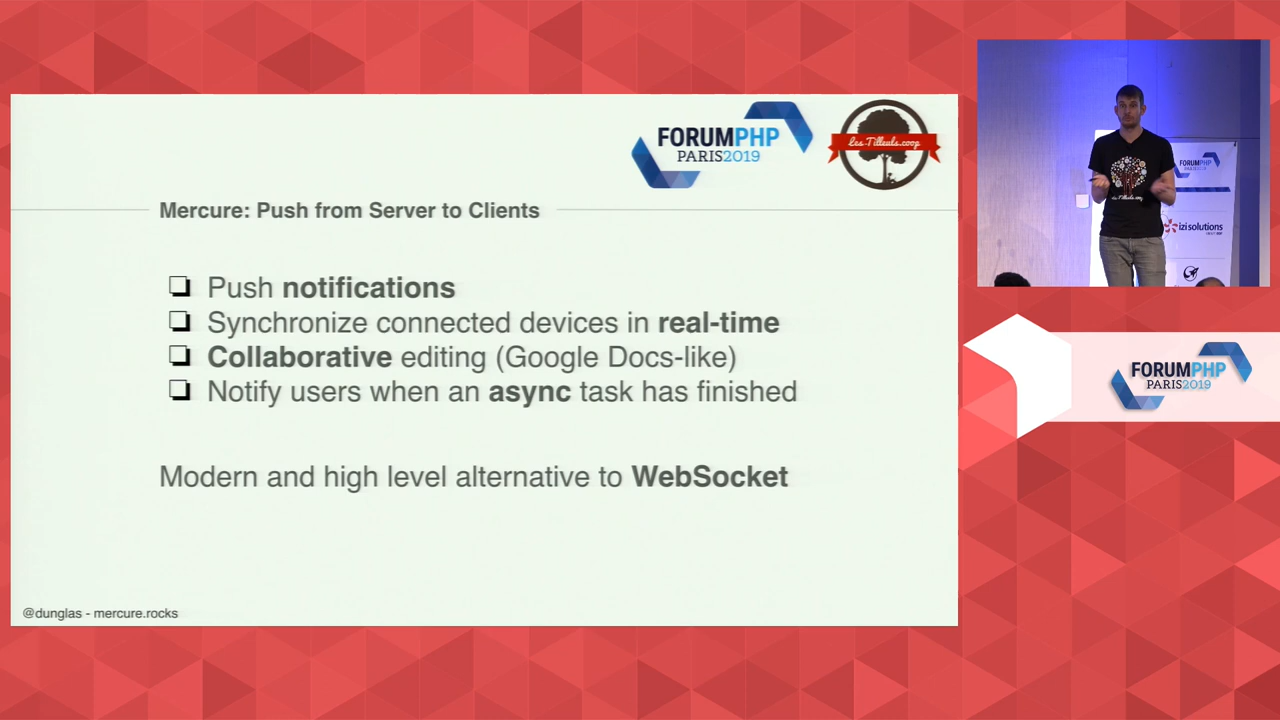 FORUMPHP
PARIS2019
Les-Tilleuls.coop
Mercure: Push from Server to Clients
❏ Push notifications
❏ Synchronize connected devices in real-time
❏ Collaborative editing (Google Docs-like)
❏ Notify users when an async task has finished
Modern and high level alternative to WebSocket
@dunglas - mercure.rocks
FORUMPHP
izi solutions
FORUMPHP
PARIS2019